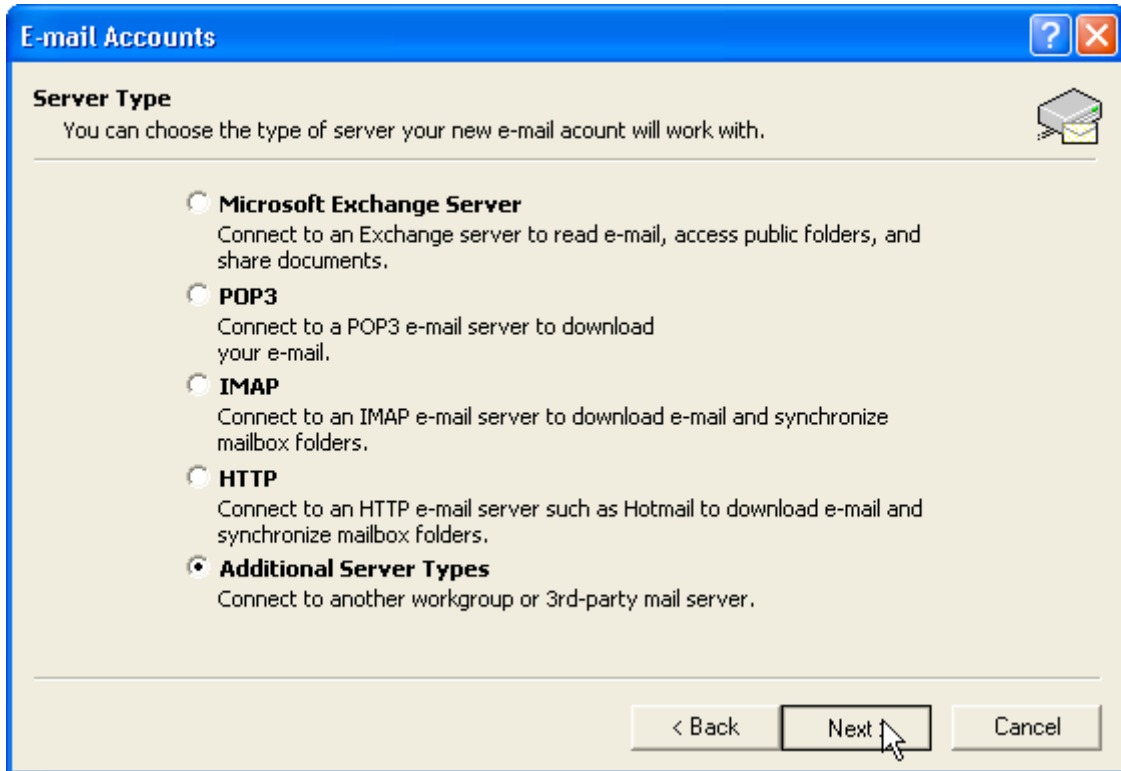 E-mail Accounts
Server Type
You can choose the type of server your new e-mail acount will work with.
Microsoft Exchange Server
Connect to an Exchange server to read e-mail, access public folders, and
share documents.
POP3
Connect to a POP3 e-mail server to download
your e-mail.
IMAP
Connect to an IMAP e-mail server to download e-mail and synchronize
mailbox folders.
HTTP
Connect to an HTTP e-mail server such as Hotmail to download e-mail and
synchronize mailbox folders.
Additional Server Types
Connect to another workgroup or 3rd-party mail server.
< Back Next > Cancel